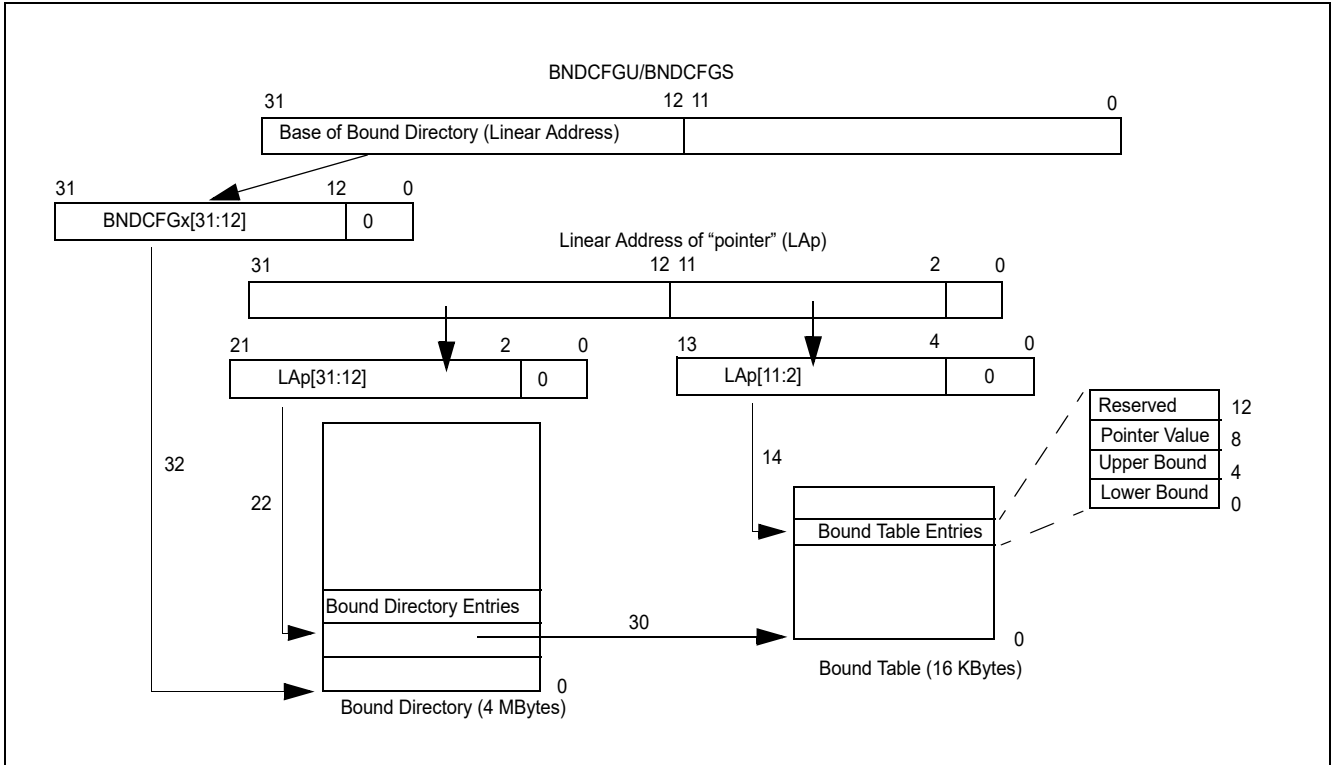 BNDCFGU/BNDCFGS
31 12 11 0
Base of Bound Directory (Linear Address)
31 12 0
BNDCFGx[31:12] 0
Linear Address of “pointer” (LAp)
31 12 11 2 0
21 2 0
LAp[31:12] 0
13 4 0
LAp[11:2] 0
Reserved 12
Pointer Value 8
Upper Bound 4
Lower Bound 0
32
22
14
Bound Table Entries
Bound Directory Entries
30
0
Bound Table (16 KBytes)
0
Bound Directory (4 MBytes)